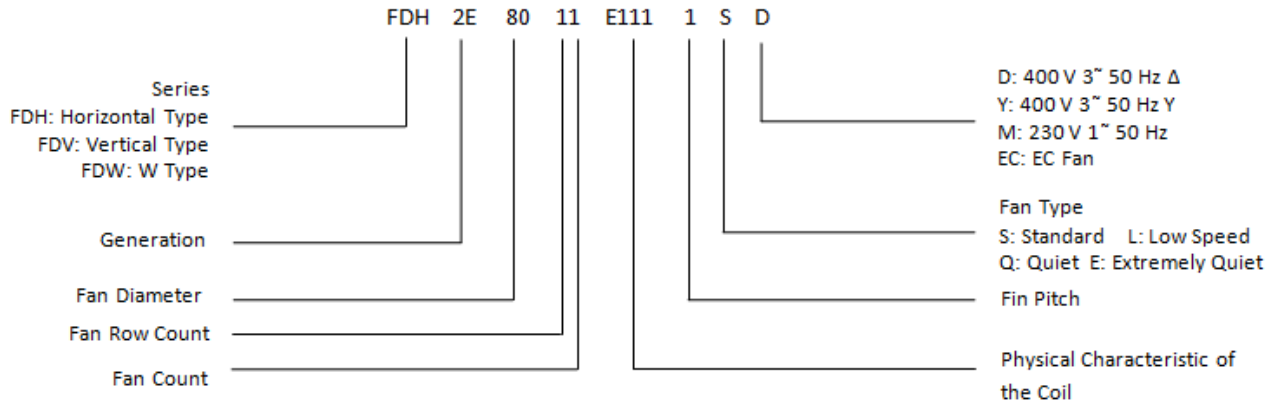 FDH 2E 80 11 E111 1 S D
Series
FDH: Horizontal Type
FDV: Vertical Type
FDW: W Type
Generation
Fan Diameter
Fan Row Count
Fan Count
D: 400 V 3~ 50 Hz Δ
Y: 400 V 3~ 50 Hz Y
M: 230 V 1~ 50 Hz
EC: EC Fan
Fan Type
S: Standard L: Low Speed
Q: Quiet E: Extremely Quiet
Fin Pitch
Physical Characteristic of
the Coil